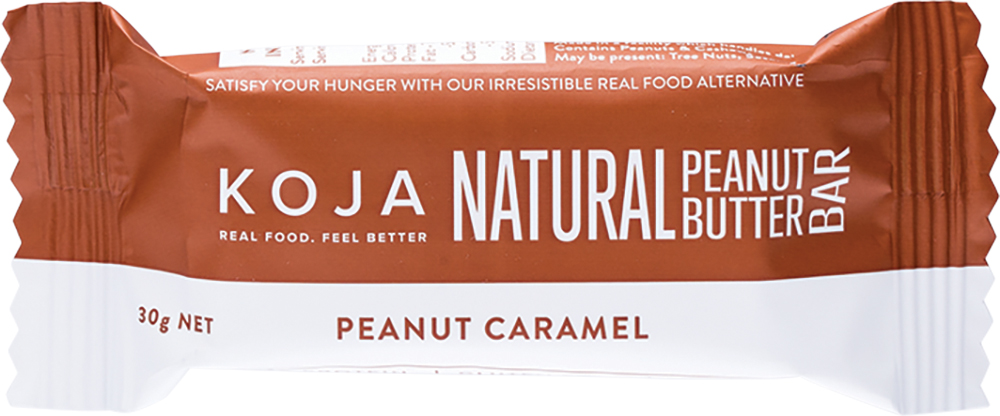 Contains Peanuts
May be present: Tree Nuts,
SATISFY YOUR HUNGER WITH OUR IRRESISTIBLE REAL FOOD ALTERNATIVE
KOJA
REAL FOOD. FEEL BETTER
NATURAL
PEANUT
BUTTER
BAR
30g NET
PEANUT CARAMEL